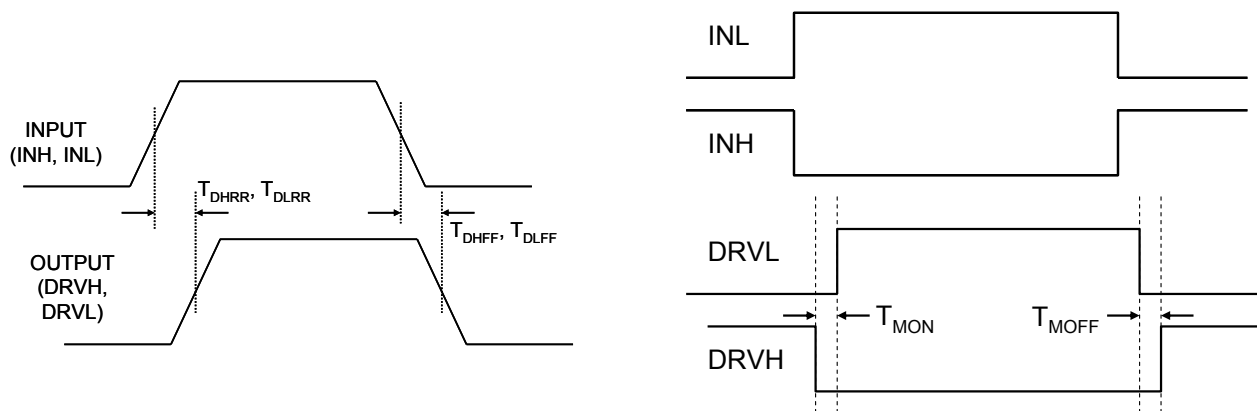 INPUT
(INH, INL)
TDHRR, TDLRR
TDHFF, TDLFF
OUTPUT
(DRVH,
DRVL)
INL
INH
DRVL
TMON
TMOFF
DRVH